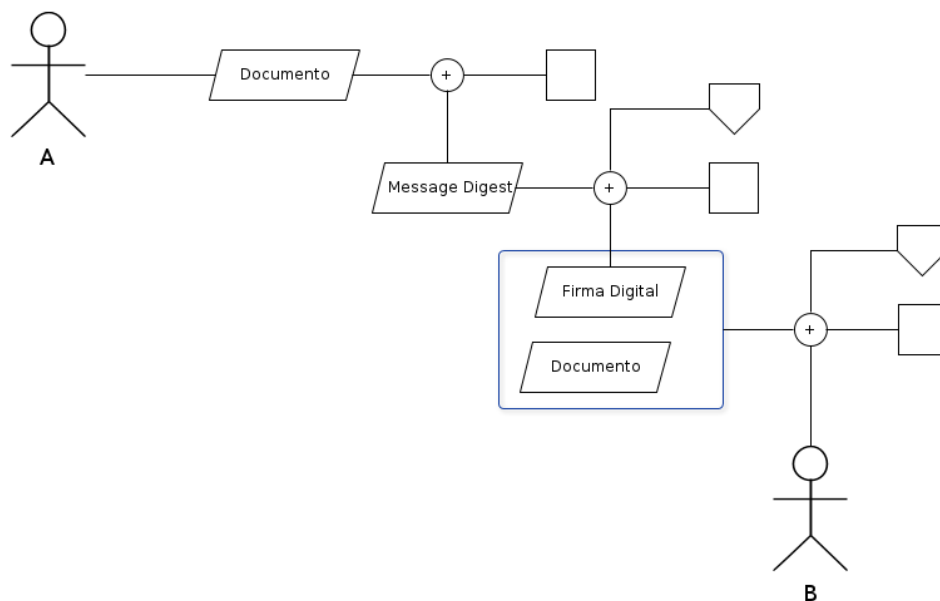 Documento
+
A
Message Digest
+
Firma Digital
+
Documento
B